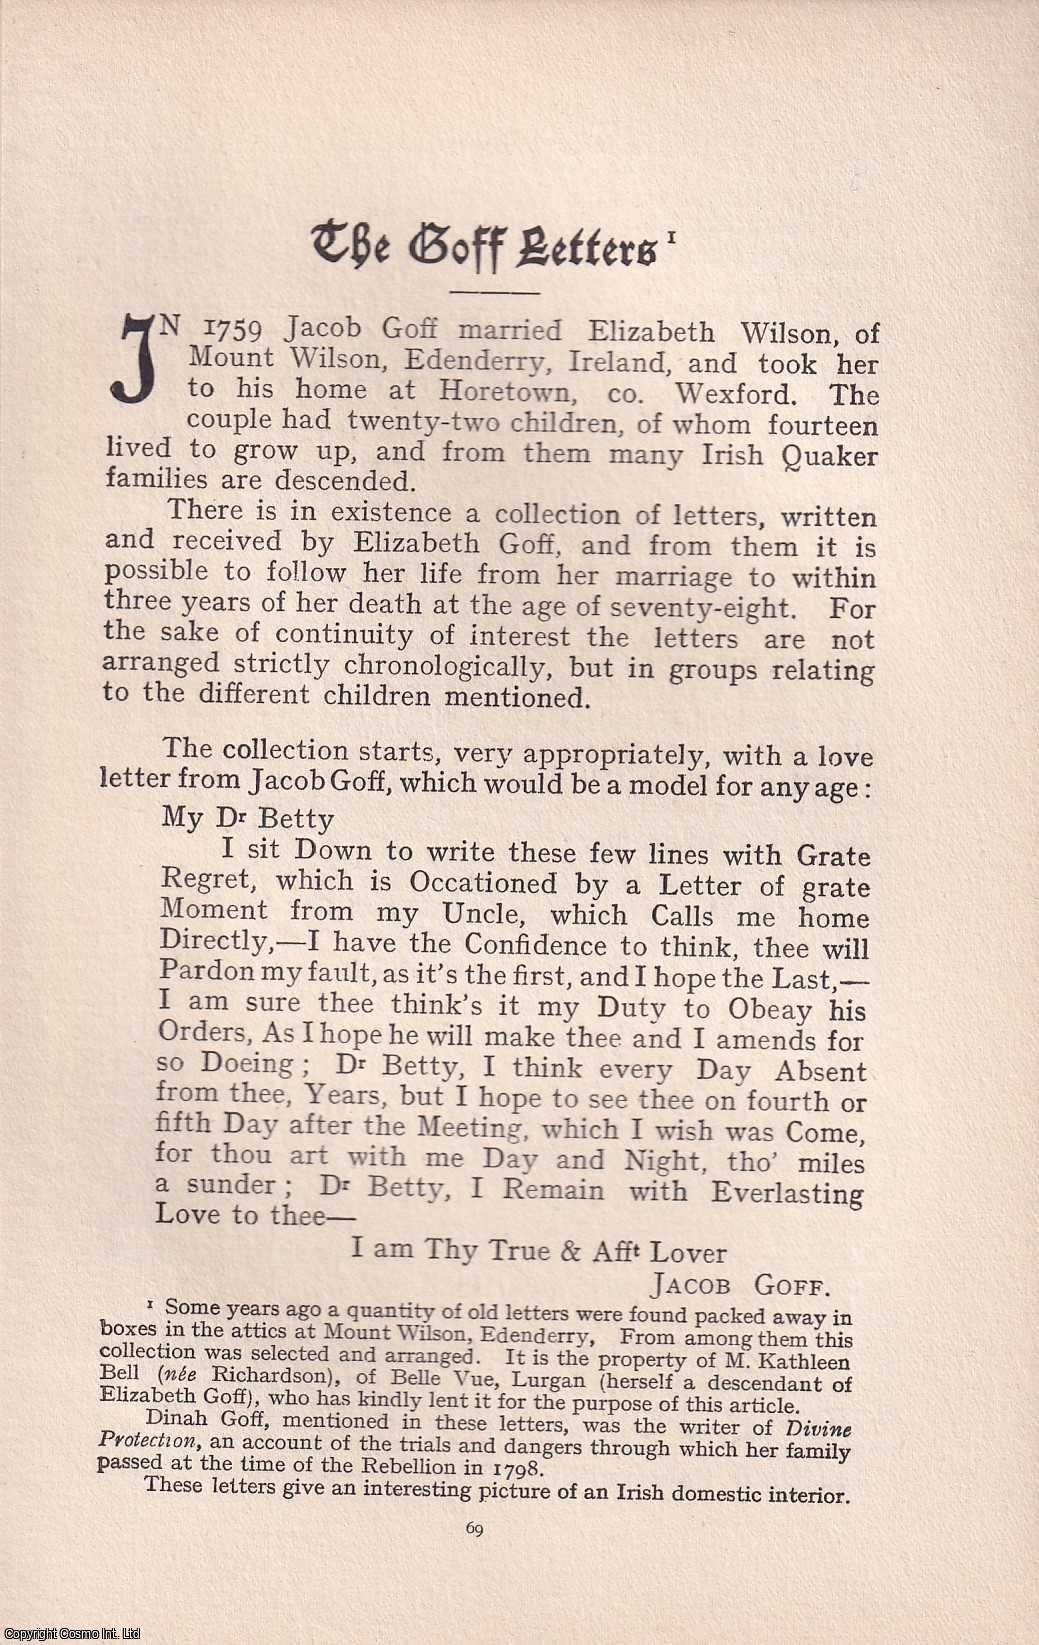 The Goff Letters¹
IN 1759 Jacob Goff married Elizabeth Wilson, of
Mount Wilson, Edenderry, Ireland, and took her
to his home at Horetown, co. Wexford. The
couple had twenty-two children, of whom fourteen
lived to grow up, and from them many Irish Quaker
families are descended.
There is in existence a collection of letters, written
and received by Elizabeth Goff, and from them it is
possible to follow her life from her marriage to within
three years of her death at the age of seventy-eight. For
the sake of continuity of interest the letters are not
arranged strictly chronologically, but in groups relating
to the different children mentioned.
The collection starts, very appropriately, with a love
letter from Jacob Goff, which would be a model for any age :
My Dʳ Betty
I sit Down to write these few lines with Grate
Regret, which is Occationed by a Letter of grate
Moment from my Uncle, which Calls me home
Directly,—I have the Confidence to think, thee will
Pardon my fault, as it's the first, and I hope the Last,—
I am sure thee think's it my Duty to Obeay his
Orders, As I hope he will make thee and I amends for
so Doeing ; Dʳ Betty, I think every Day Absent
from thee, Years, but I hope to see thee on fourth or
fifth Day after the Meeting, which I wish was Come,
for thou art with me Day and Night, tho' miles
a sunder ; Dʳ Betty, I Remain with Everlasting
Love to thee—
I am Thy True & Affᵗ Lover
JACOB GOFF.
¹ Some years ago a quantity of old letters were found packed away in
boxes in the attics at Mount Wilson, Edenderry, From among them this
collection was selected and arranged. It is the property of M. Kathleen
Bell (née Richardson), of Belle Vue, Lurgan (herself a descendant of
Elizabeth Goff), who has kindly lent it for the purpose of this article.
Dinah Goff, mentioned in these letters, was the writer of Divine
Protection, an account of the trials and dangers through which her family
passed at the time of the Rebellion in 1798.
These letters give an interesting picture of an Irish domestic interior.
69
Copyright Cosmo Int. Ltd